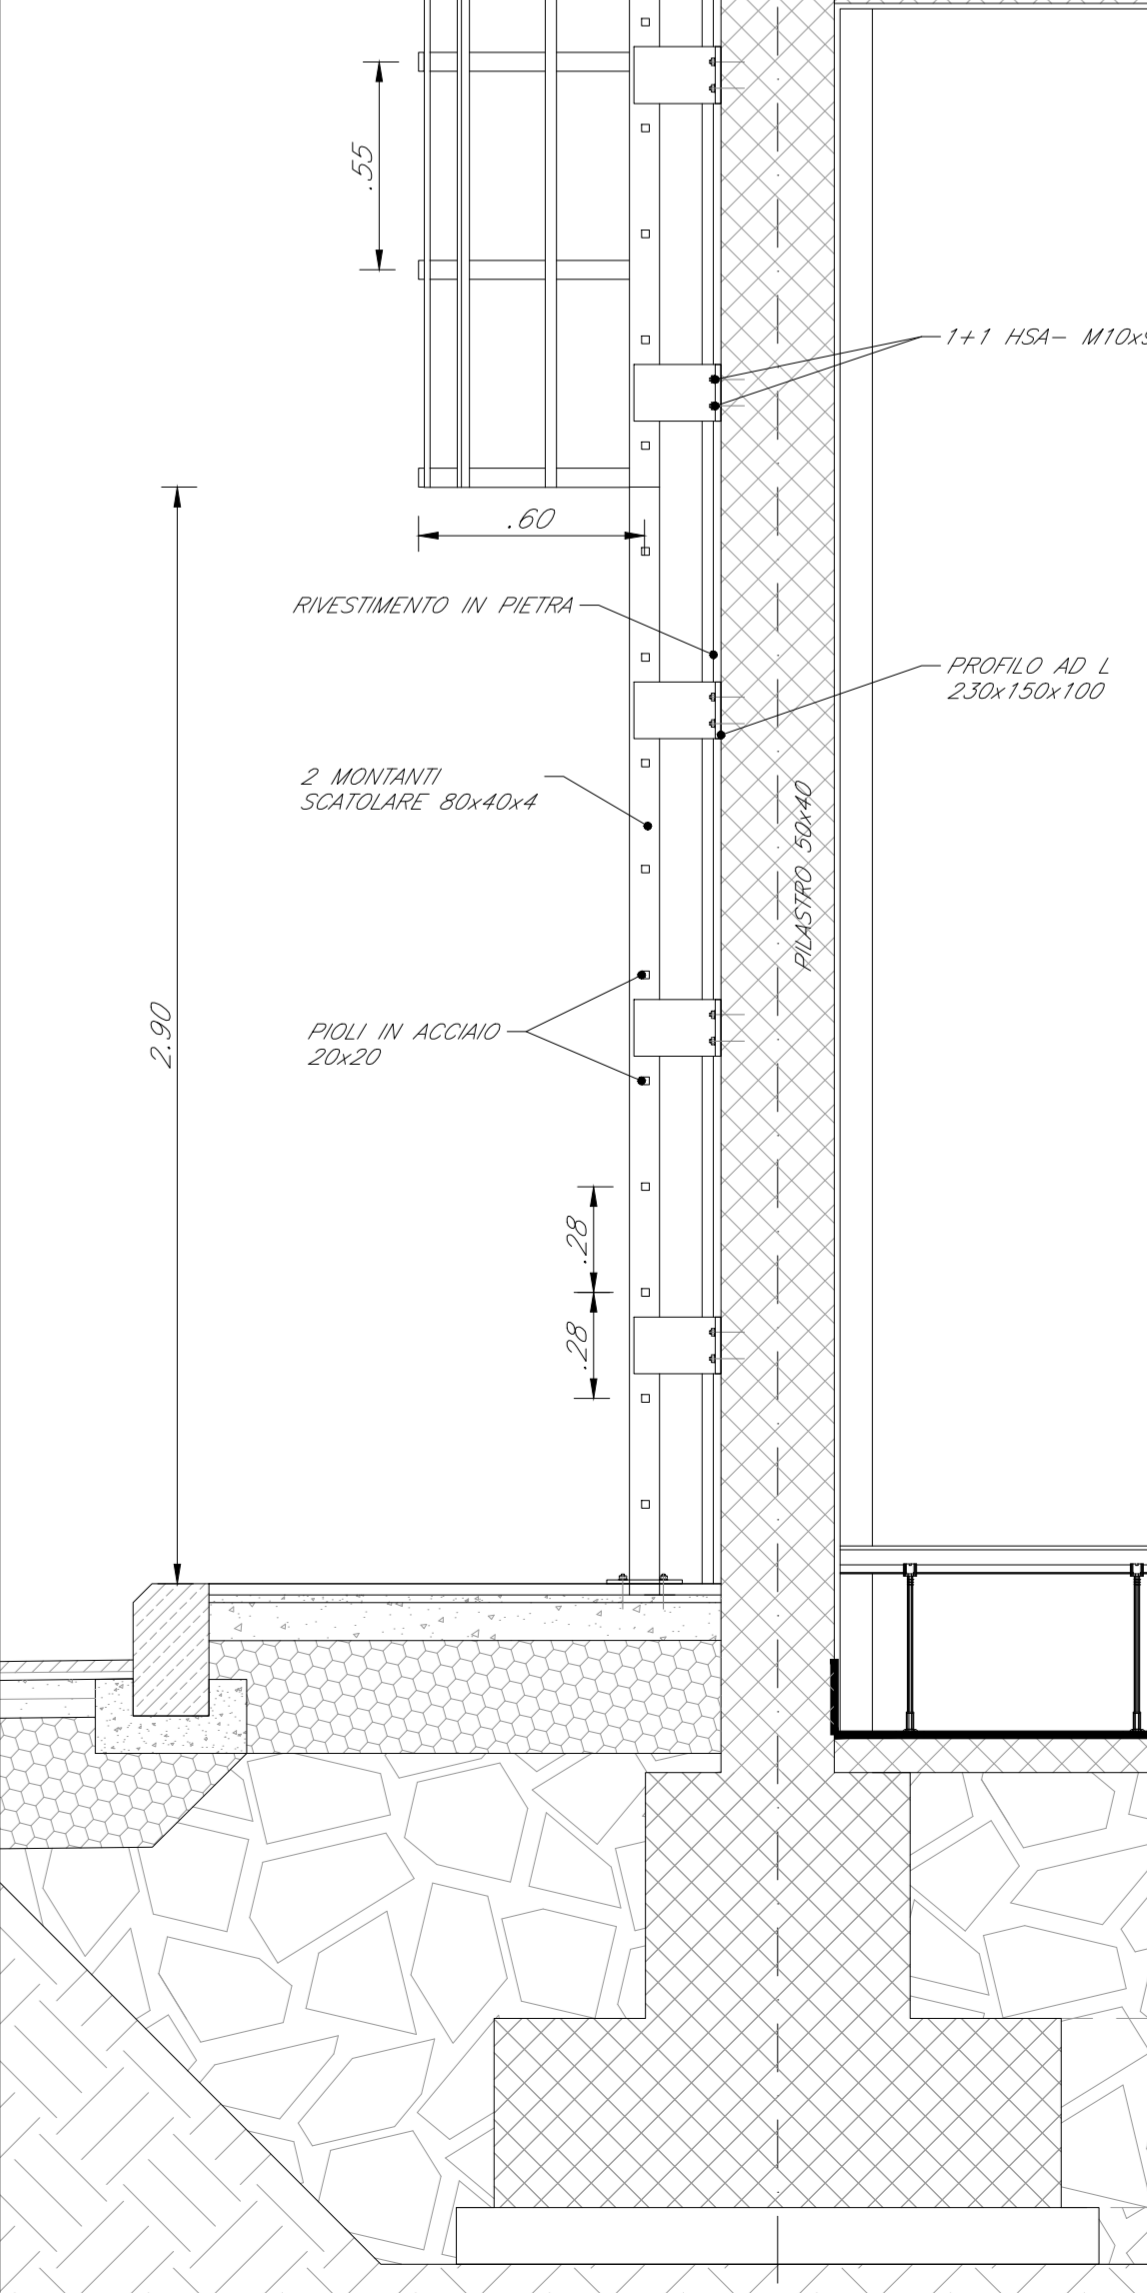 .55
1+1 HSA- M10x
.60
RIVESTIMENTO IN PIETRA
PROFILO AD L
230x150x100
2 MONTANTI
SCATOLARE 80x40x4
PILASTRO 50x40
2.90
PIOLI IN ACCIAIO
20x20
.28
.28